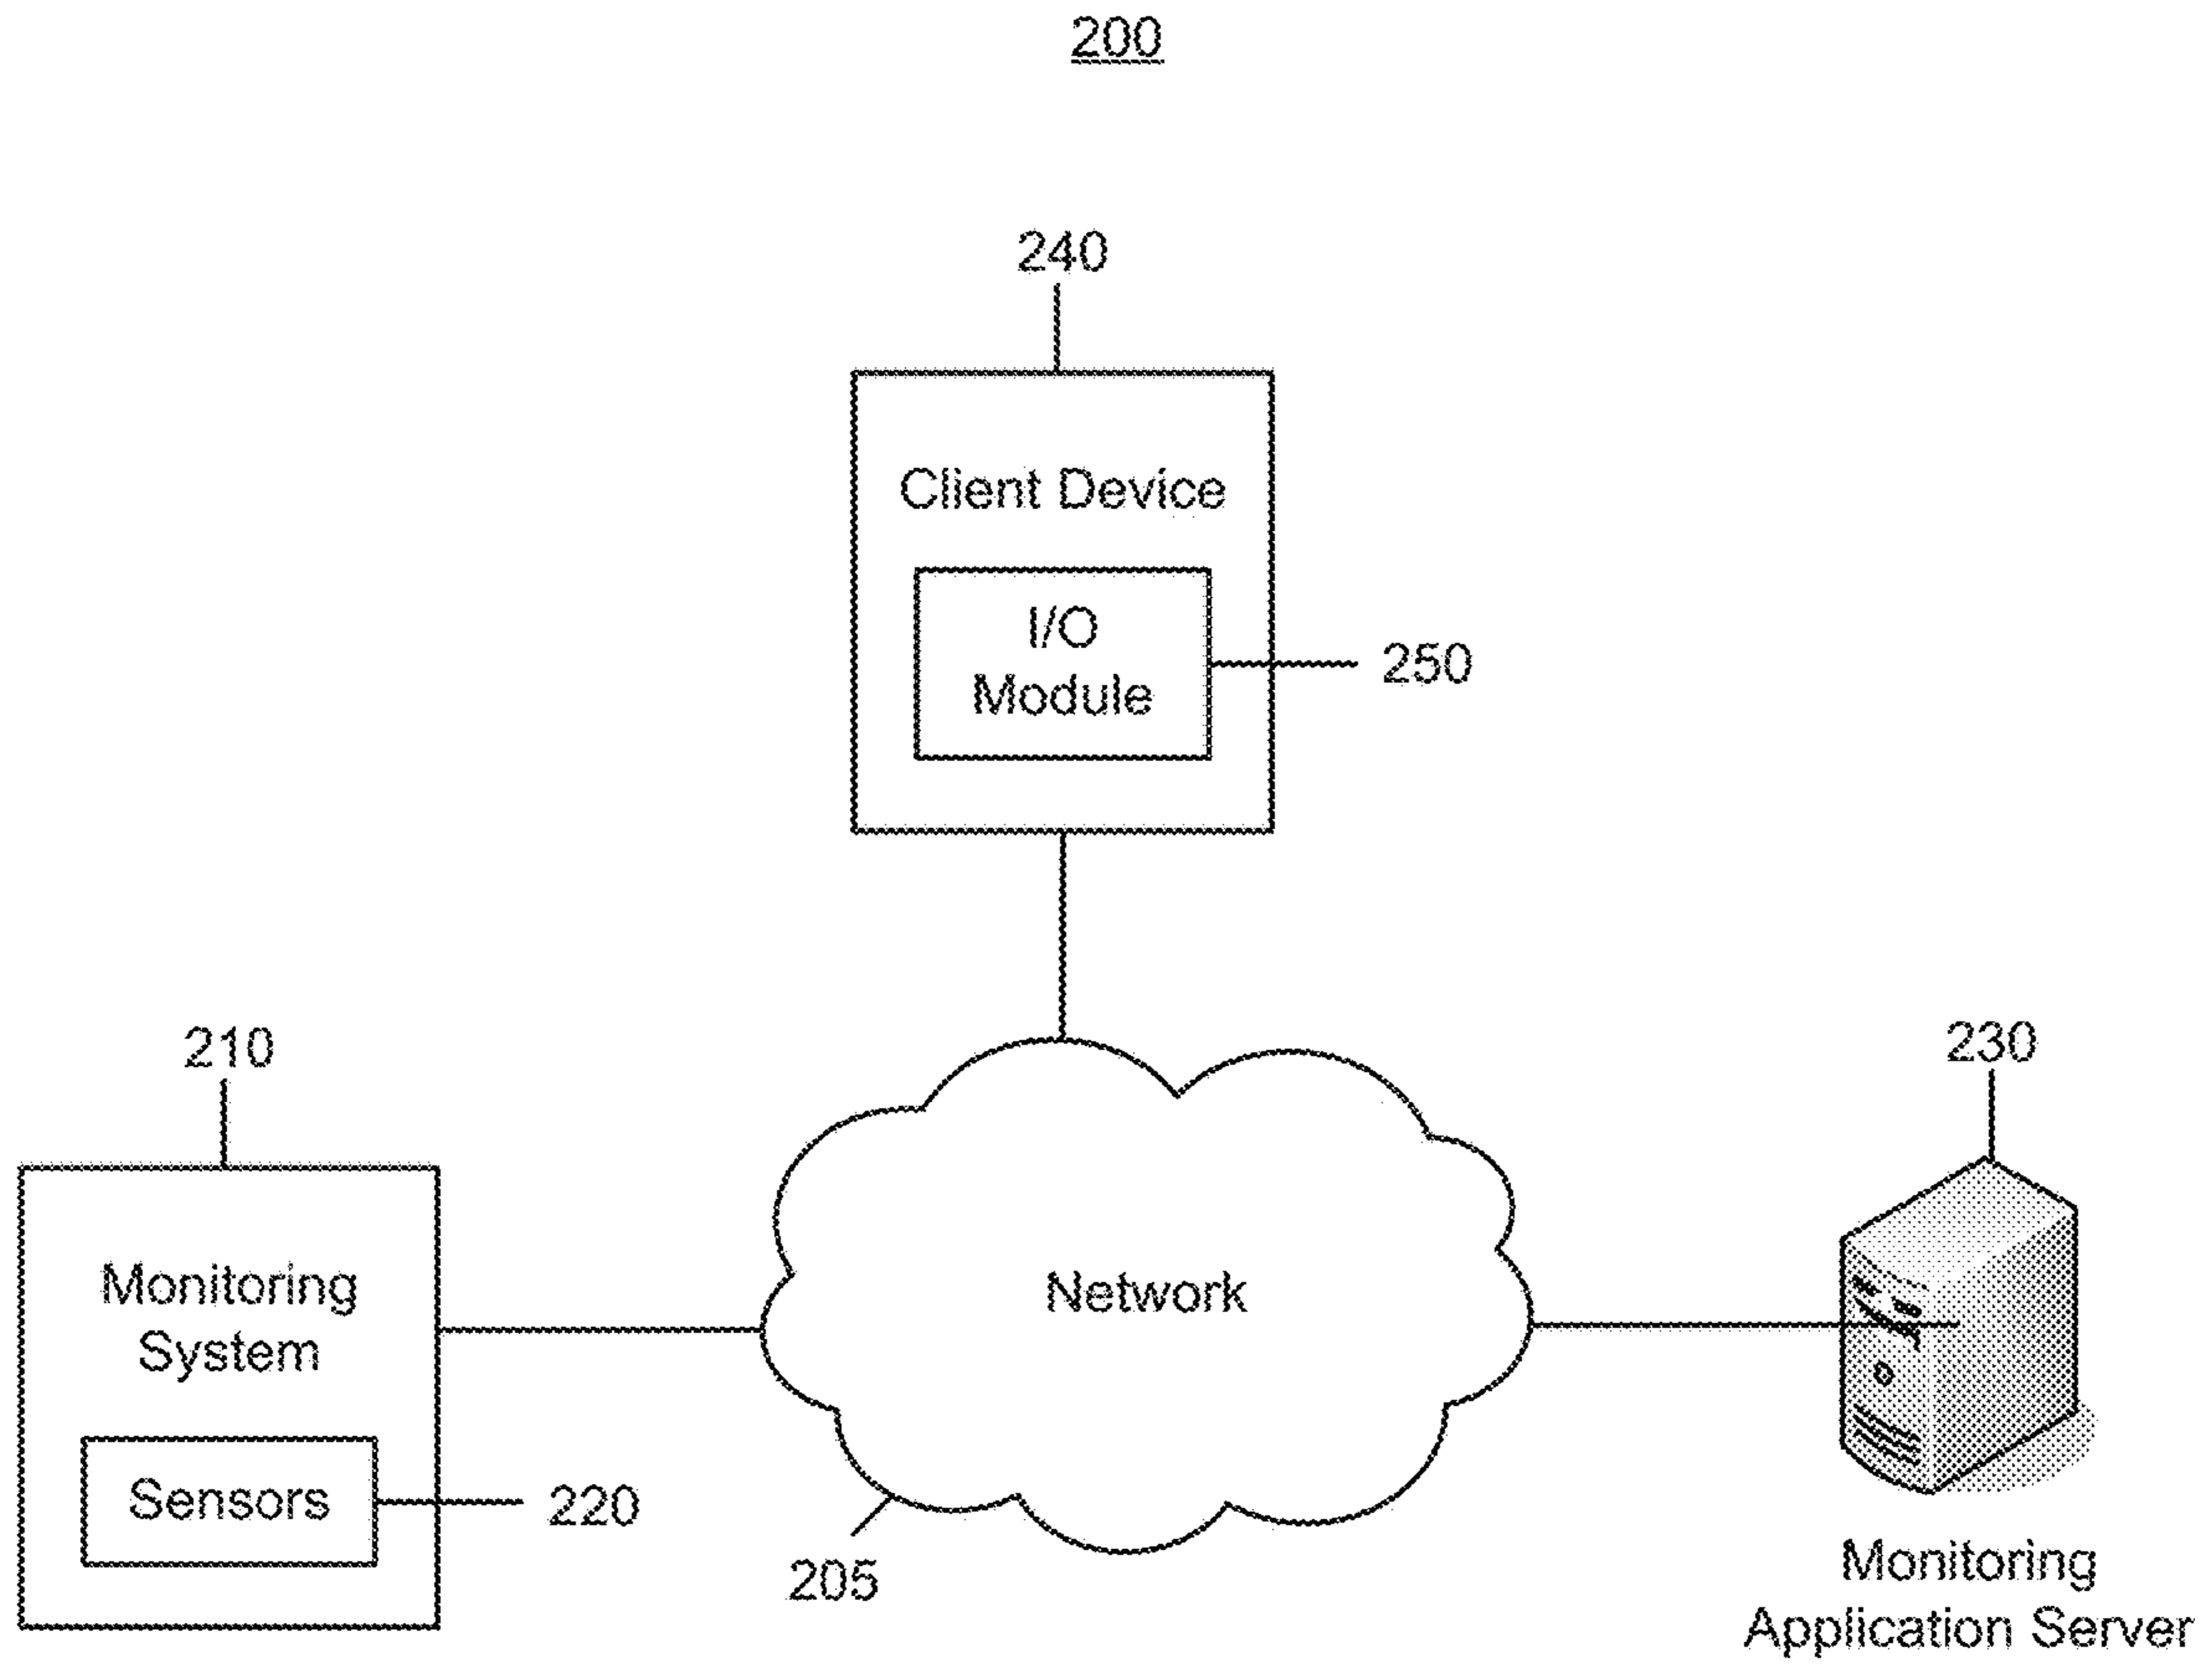 200
240
Client Device
I/O
Module
250
210
230
Monitoring
System
Network
Sensors
220
205
Monitoring
Application Server